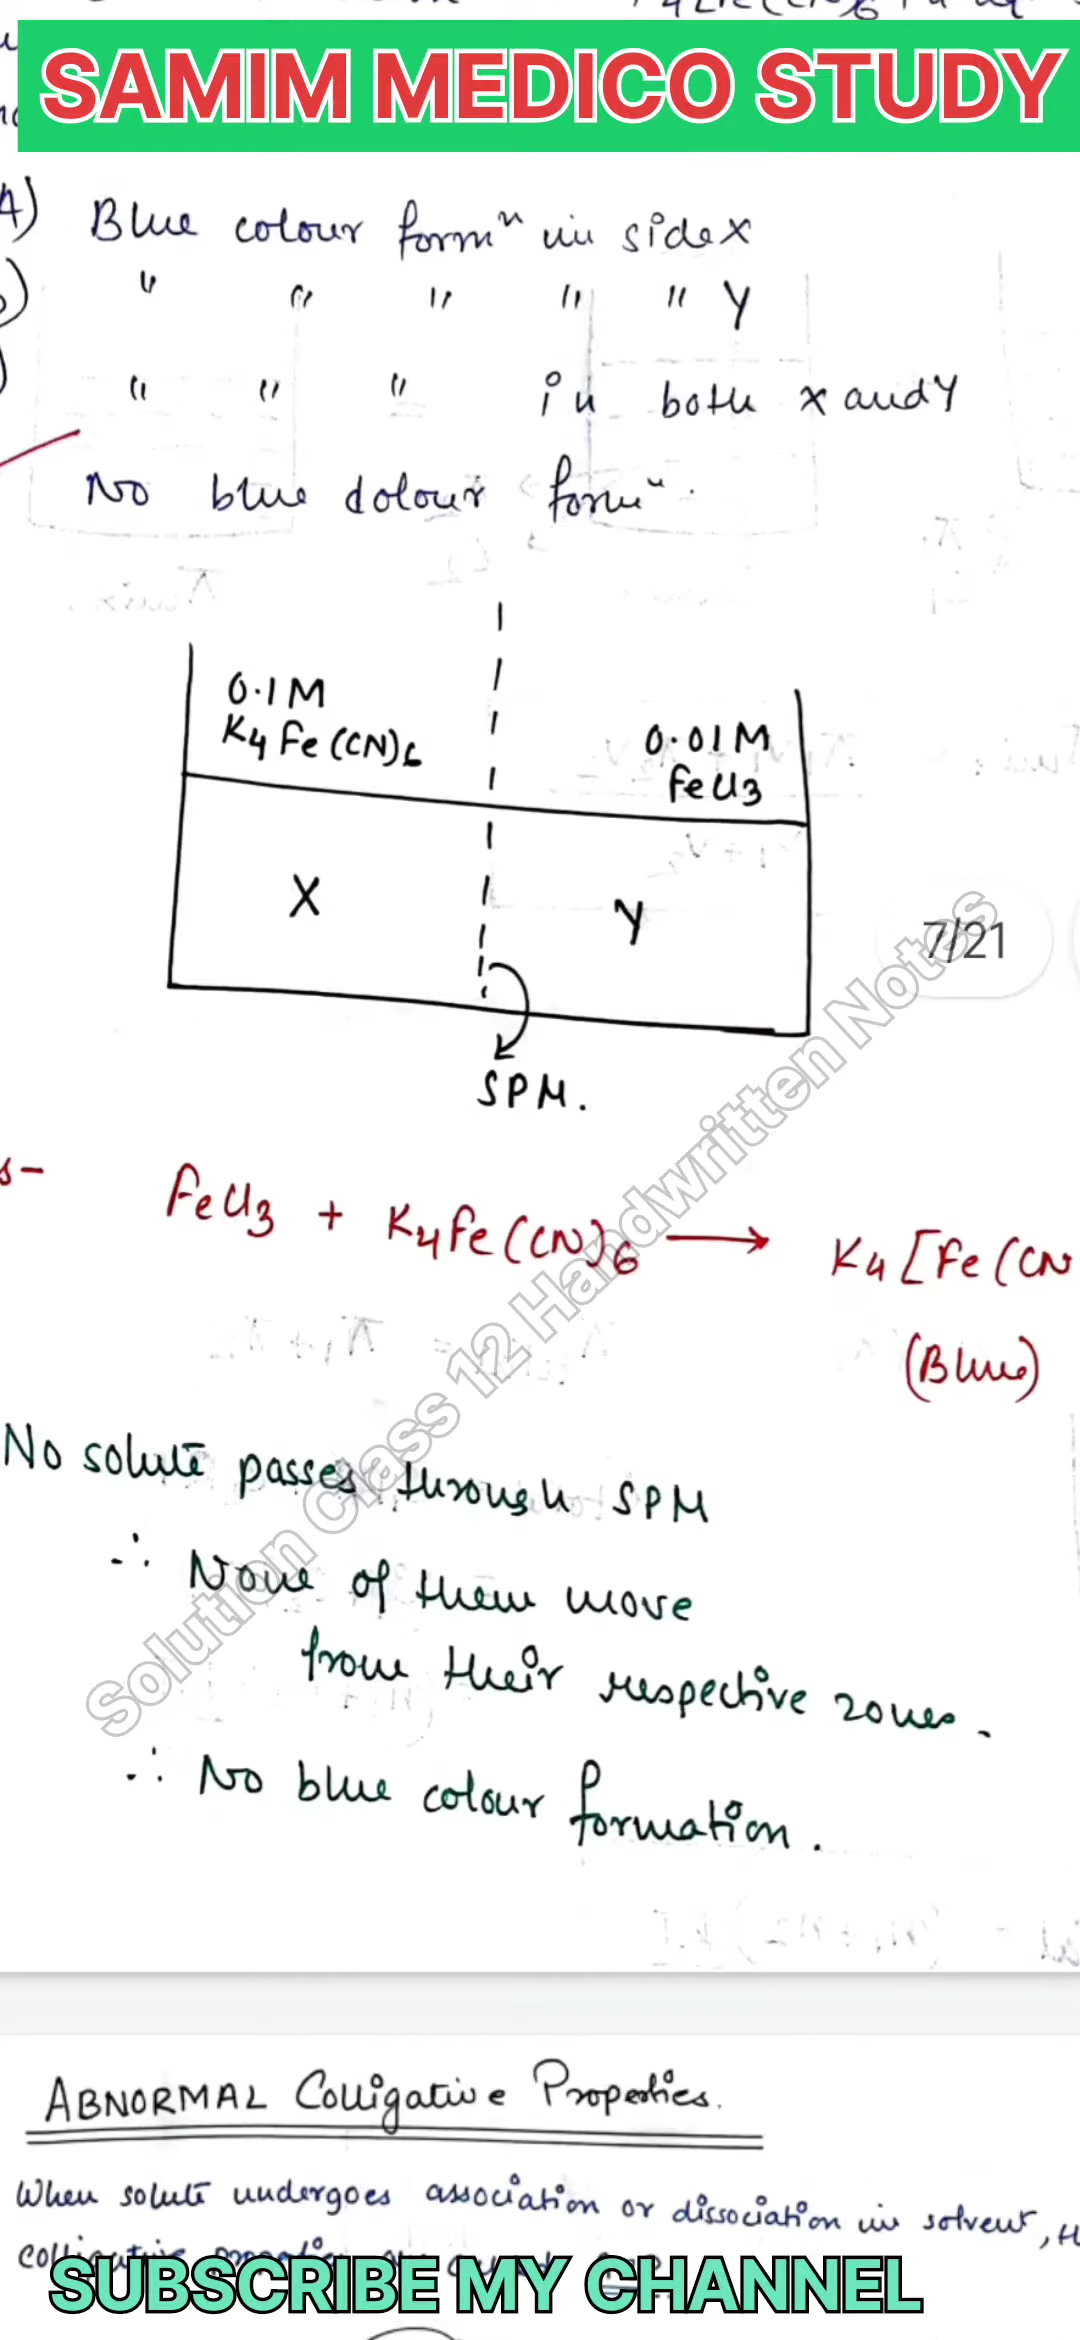 SAMIM MEDICO STUDY
A) Blue colour formⁿ in side X
" " " " " Y
" " " in both X and Y
No blue dolour formⁿ.
0.1M
K4 Fe (CN)6
0.01M
FeCl3
X
Y
7/21
SPM.
s- FeCl3 + K4Fe(CN)6 → K4 [Fe (CN
(Blue)
No solute passes through SPM
∴ None of them move
from their respective zones.
∴ No blue colour formation.
Solution Class 12 Handwritten Notes
ABNORMAL Colligative Properties.
When solute undergoes association or dissociation in solvent,
SUBSCRIBE MY CHANNEL